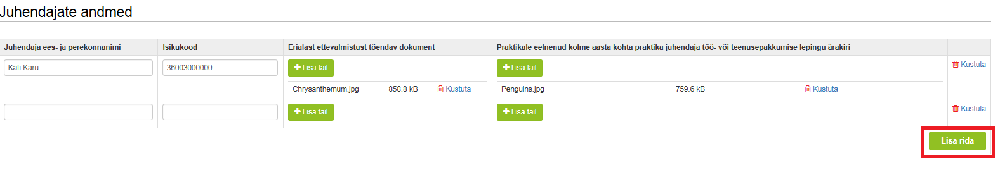 Juhendajate andmed
Juhendaja ees- ja perekonnanimi Isikukood Erialast ettevalmistust tõendav dokument Praktikale eelnenud kolme aasta kohta praktika juhendaja töö- või teenusepakkumise lepingu ärakiri
Kati Karu 36003000000 Lisa fail Lisa fail Kustuta
Chrysanthemum.jpg 858.8 kB Kustuta Penguins.jpg 759.6 kB Kustuta
Lisa fail Lisa fail Kustuta
Lisa rida